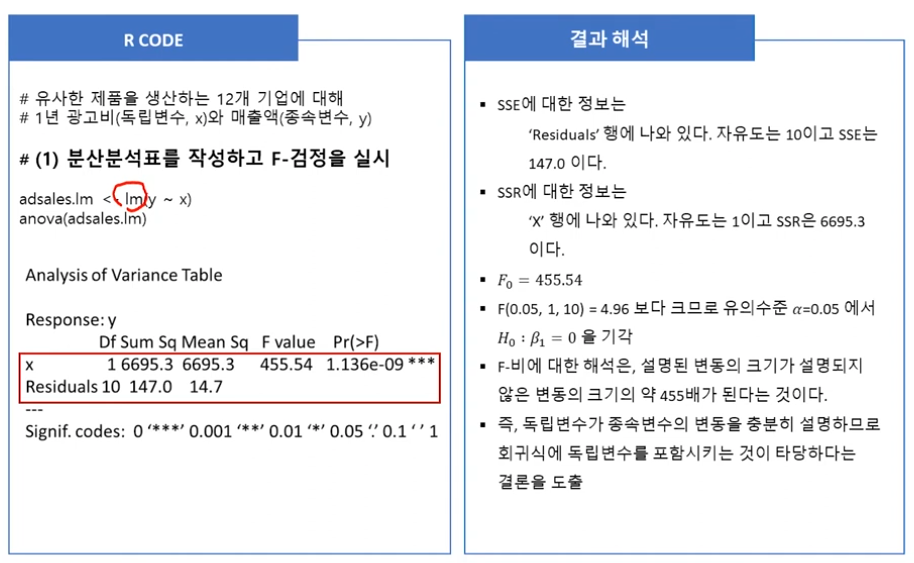 R CODE
# 유사한 제품을 생산하는 12개 기업에 대해
# 1년 광고비(독립변수, x)와 매출액(종속변수, y)
# (1) 분산분석표를 작성하고 F-검정을 실시
adsales.lm <- lm(y ~ x)
anova(adsales.lm)
Analysis of Variance Table
Response: y
Df Sum Sq Mean Sq F value Pr(>F)
x 1 6695.3 6695.3 455.54 1.136e-09 ***
Residuals 10 147.0 14.7
---
Signif. codes: 0 ‘***’ 0.001 ‘**’ 0.01 ‘*’ 0.05 ‘.’ 0.1 ‘ ’ 1
결과 해석
▪ SSE에 대한 정보는
‘Residuals’ 행에 나와 있다. 자유도는 10이고 SSE는
147.0 이다.
▪ SSR에 대한 정보는
‘X’ 행에 나와 있다. 자유도는 1이고 SSR은 6695.3
이다.
▪ F₀ = 455.54
▪ F(0.05, 1, 10) = 4.96 보다 크므로 유의수준 α=0.05 에서
H₀ : β₁ = 0 을 기각
▪ F-비에 대한 해석은, 설명된 변동의 크기가 설명되지
않은 변동의 크기의 약 455배가 된다는 것이다.
▪ 즉, 독립변수가 종속변수의 변동을 충분히 설명하므로
회귀식에 독립변수를 포함시키는 것이 타당하다는
결론을 도출